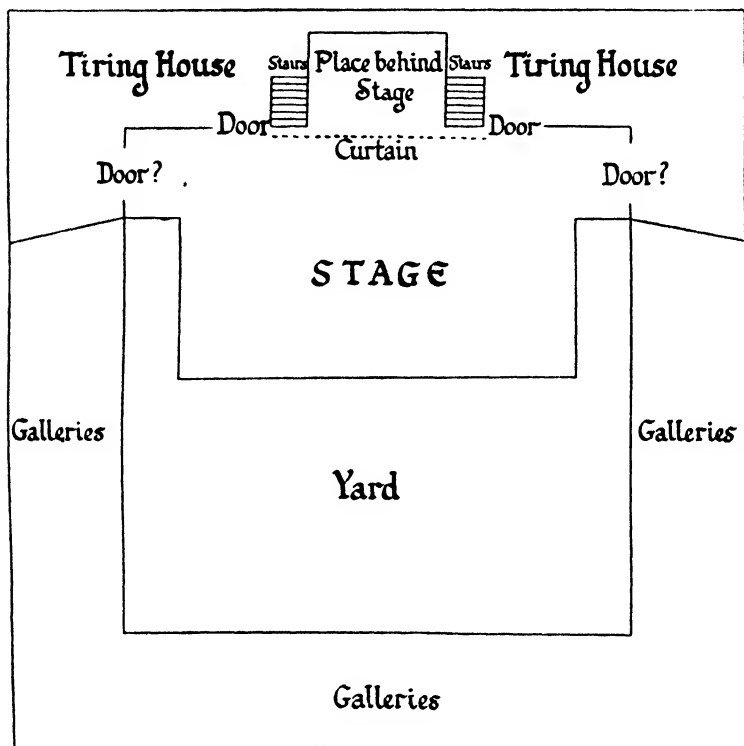 Tiring House
Stairs
Place behind
Stage
Stairs
Tiring House
Door
Door
Curtain
Door?
Door?
STAGE
Galleries
Galleries
Yard
Galleries